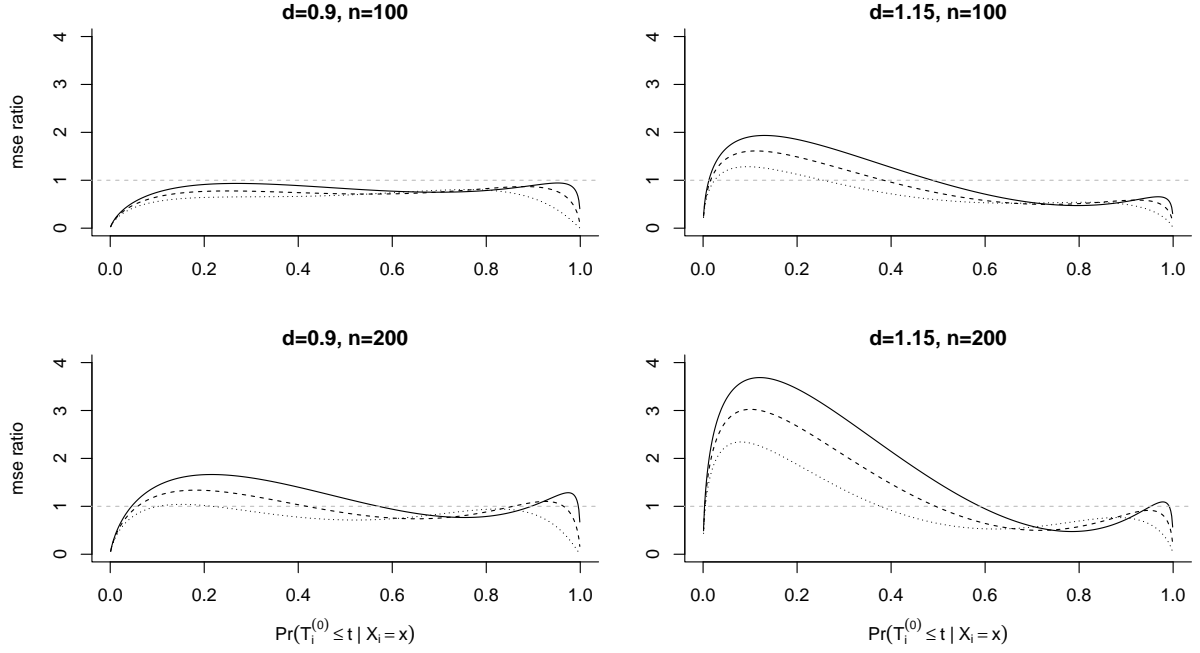 d=0.9, n=100
mse ratio
4
3
2
1
0
0.0 0.2 0.4 0.6 0.8 1.0
d=1.15, n=100
4
3
2
1
0
0.0 0.2 0.4 0.6 0.8 1.0
d=0.9, n=200
mse ratio
4
3
2
1
0
0.0 0.2 0.4 0.6 0.8 1.0
Pr(T_i^{(0)} ≤ t | X_i = x)
d=1.15, n=200
4
3
2
1
0
0.0 0.2 0.4 0.6 0.8 1.0
Pr(T_i^{(0)} ≤ t | X_i = x)